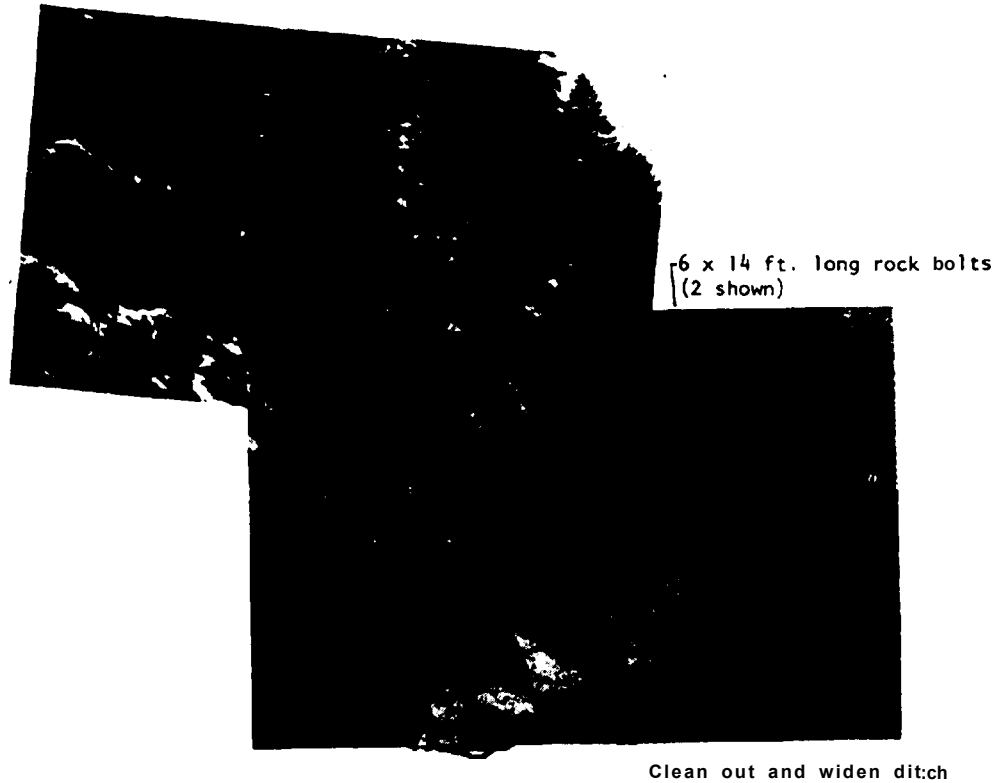 6 x 14 ft. long rock bolts
(2 shown)
Clean out and widen dit:ch